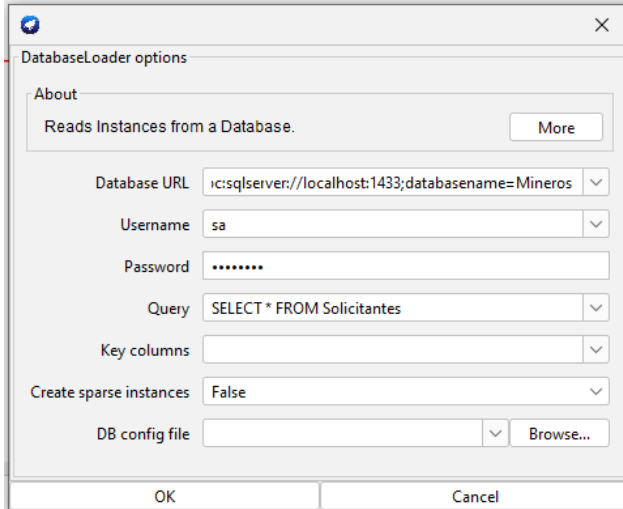 DatabaseLoader options
About
Reads Instances from a Database.
More
Database URL ɔc:sqlserver://localhost:1433;databasename=Mineros
Username sa
Password ••••••••
Query SELECT * FROM Solicitantes
Key columns
Create sparse instances False
DB config file Browse...
OK Cancel